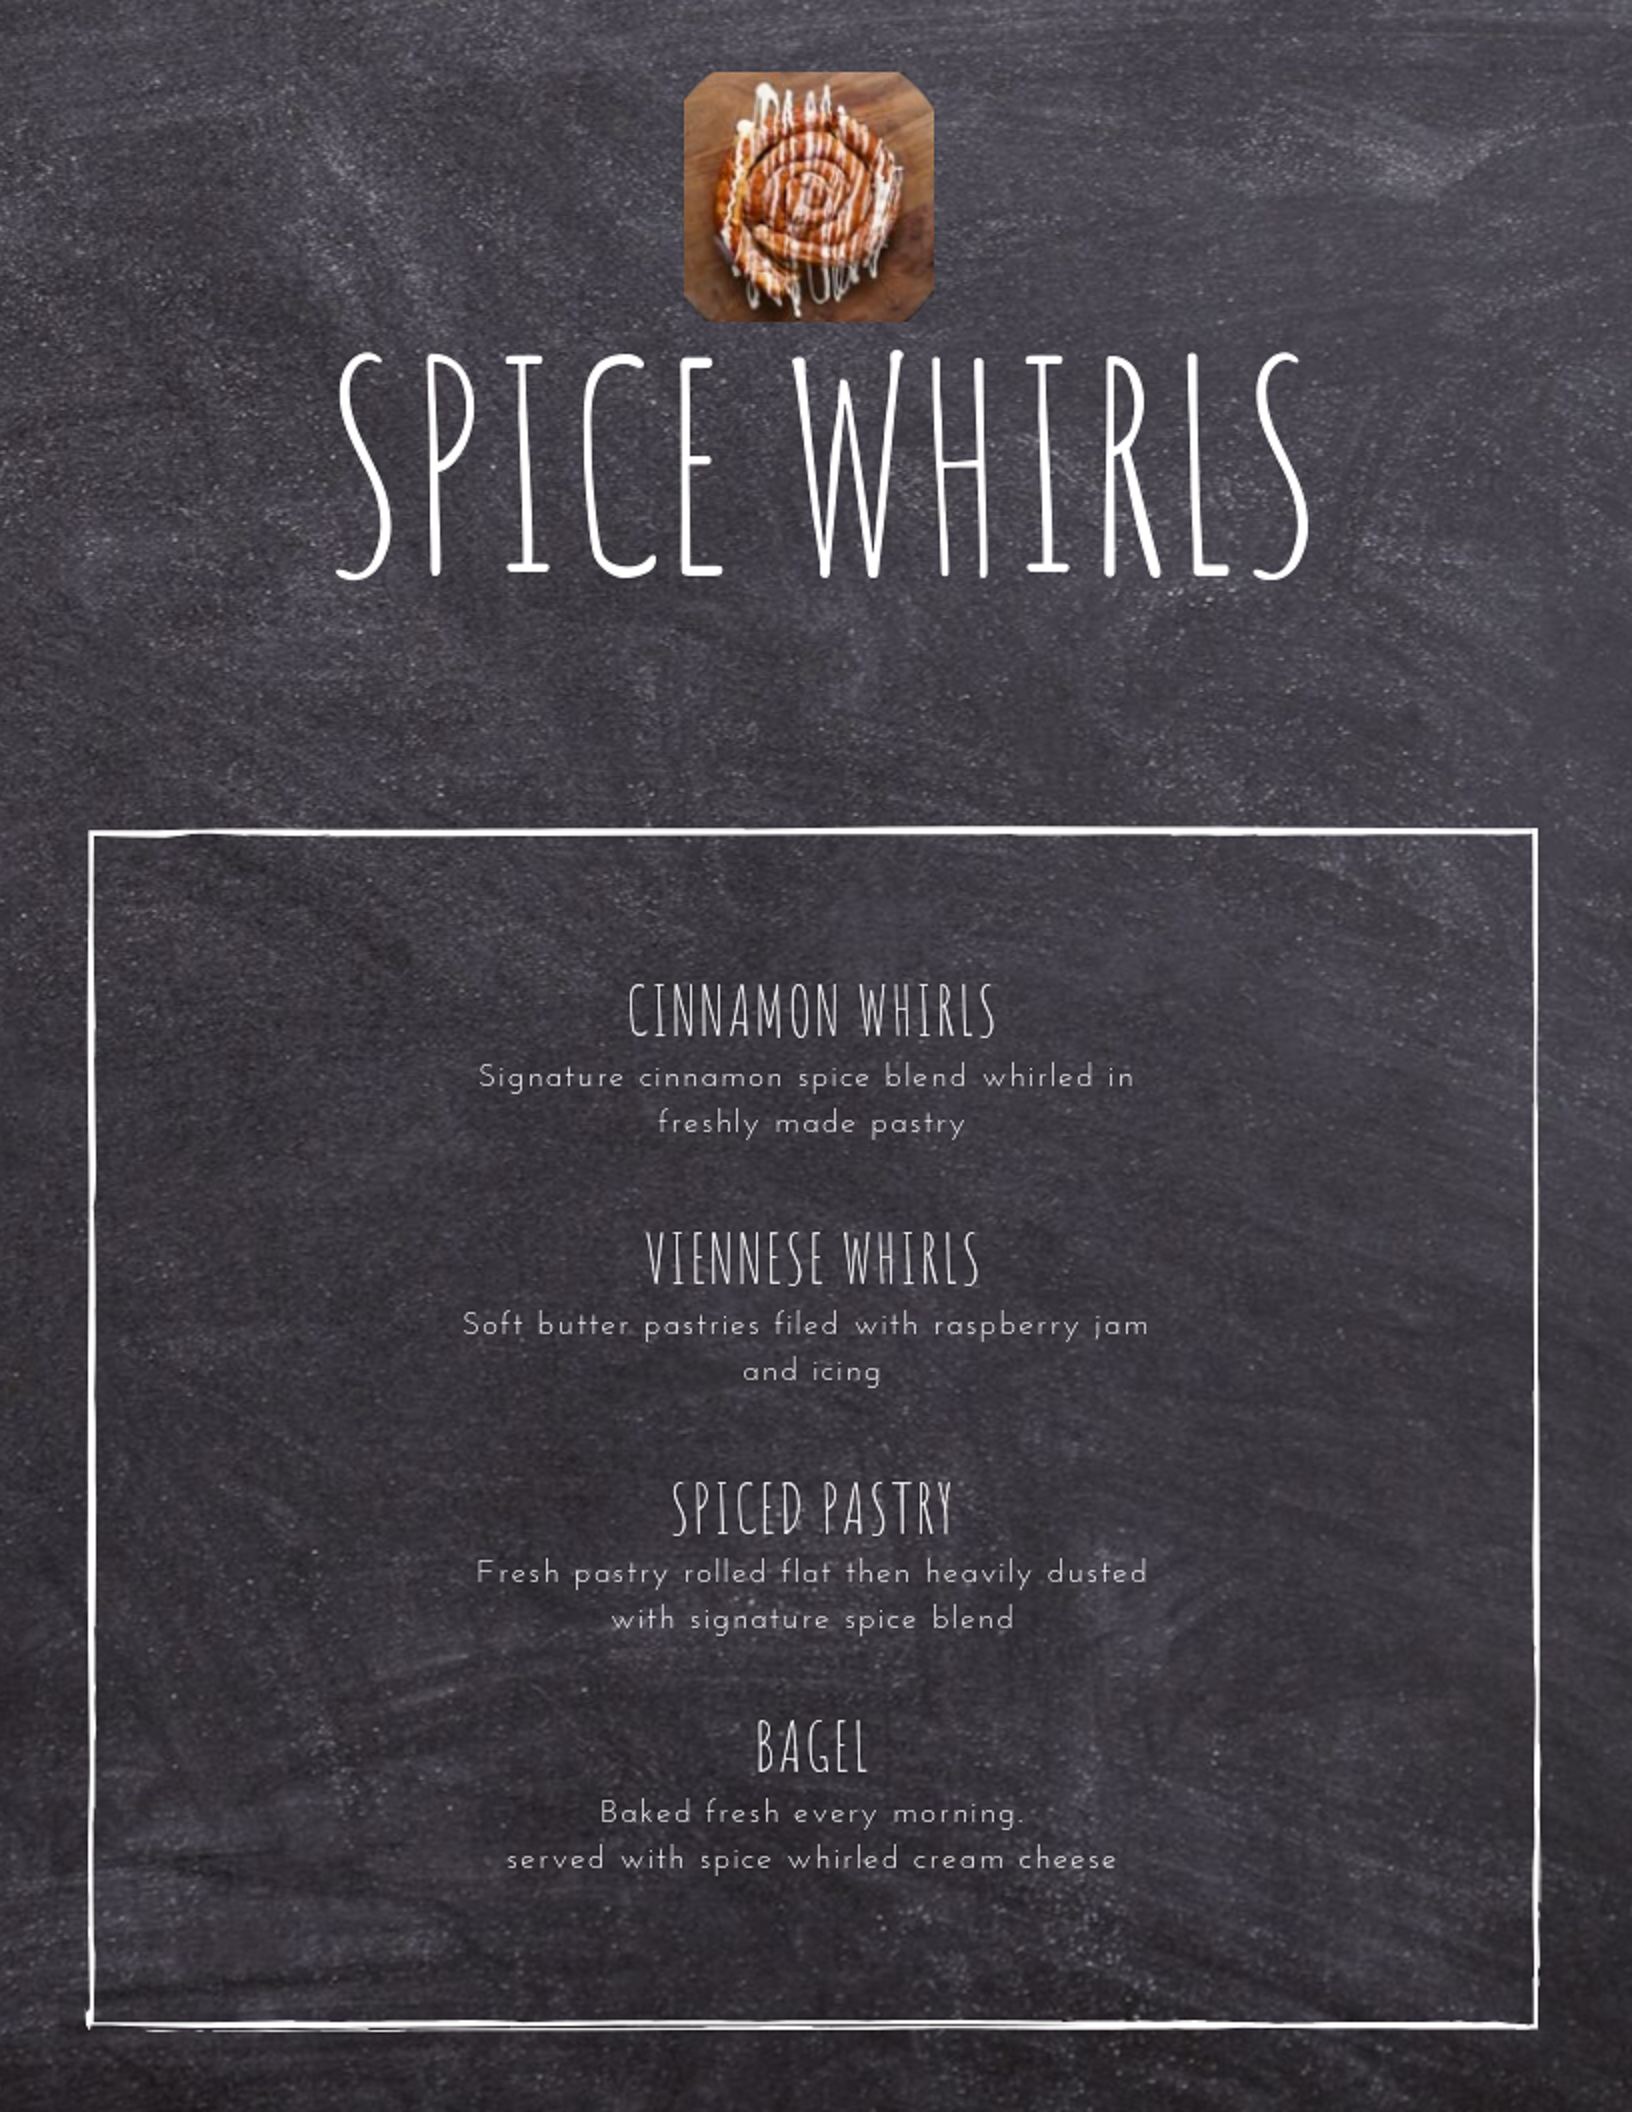 SPICE WHIRLS
CINNAMON WHIRLS
Signature cinnamon spice blend whirled in
freshly made pastry
VIENNESE WHIRLS
Soft butter pastries filed with raspberry jam
and icing
SPICED PASTRY
Fresh pastry rolled flat then heavily dusted
with signature spice blend
BAGEL
Baked fresh every morning.
served with spice whirled cream cheese